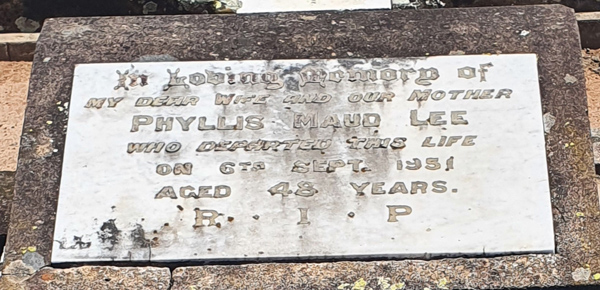 In Loving Memory of
MY DEAR WIFE AND OUR MOTHER
PHYLLIS MAUD LEE
WHO DEPARTED THIS LIFE
ON 6TH SEPT. 1951
AGED 48 YEARS.
R · I · P